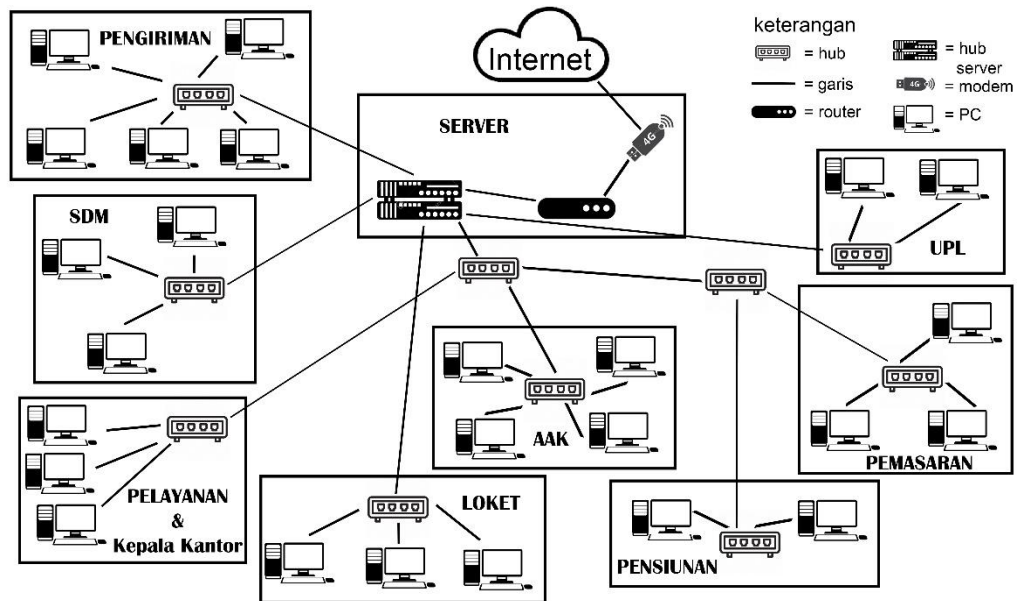 PENGIRIMAN
Internet
keterangan
= hub
= garis
= router
= hub
server
= modem
= PC
SERVER
4G
4G
SDM
UPL
AAK
PEMASARAN
PELAYANAN
&
Kepala Kantor
LOKET
PENSIUNAN